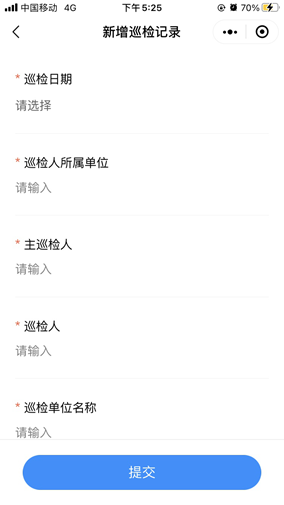 中国移动 4G 下午5:25 70%
新增巡检记录
* 巡检日期
请选择
* 巡检人所属单位
请输入
* 主巡检人
请输入
* 巡检人
请输入
* 巡检单位名称
请输入
提交